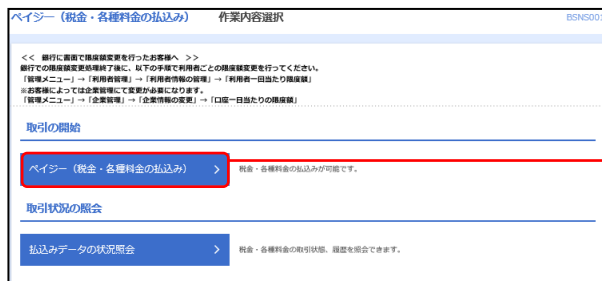 ペイジー（税金・各種料金の払込み） 作業内容選択 BSNS001
<< 銀行に書面で限度額変更を行ったお客様へ >>
銀行での限度額変更処理終了後に、以下の手順で利用者ごとの限度額変更を行ってください。
「管理メニュー」→「利用者管理」→「利用者情報の管理」→「利用者一回当たり限度額」
※お客様によっては企業管理にて変更が必要になります。
「管理メニュー」→「企業管理」→「企業情報の変更」→「口座一日当たりの限度額」
取引の開始
ペイジー（税金・各種料金の払込み） > 税金・各種料金の払込みが可能です。
取引状況の照会
払込みデータの状況照会 > 税金・各種料金の取引状態、履歴を照会できます。